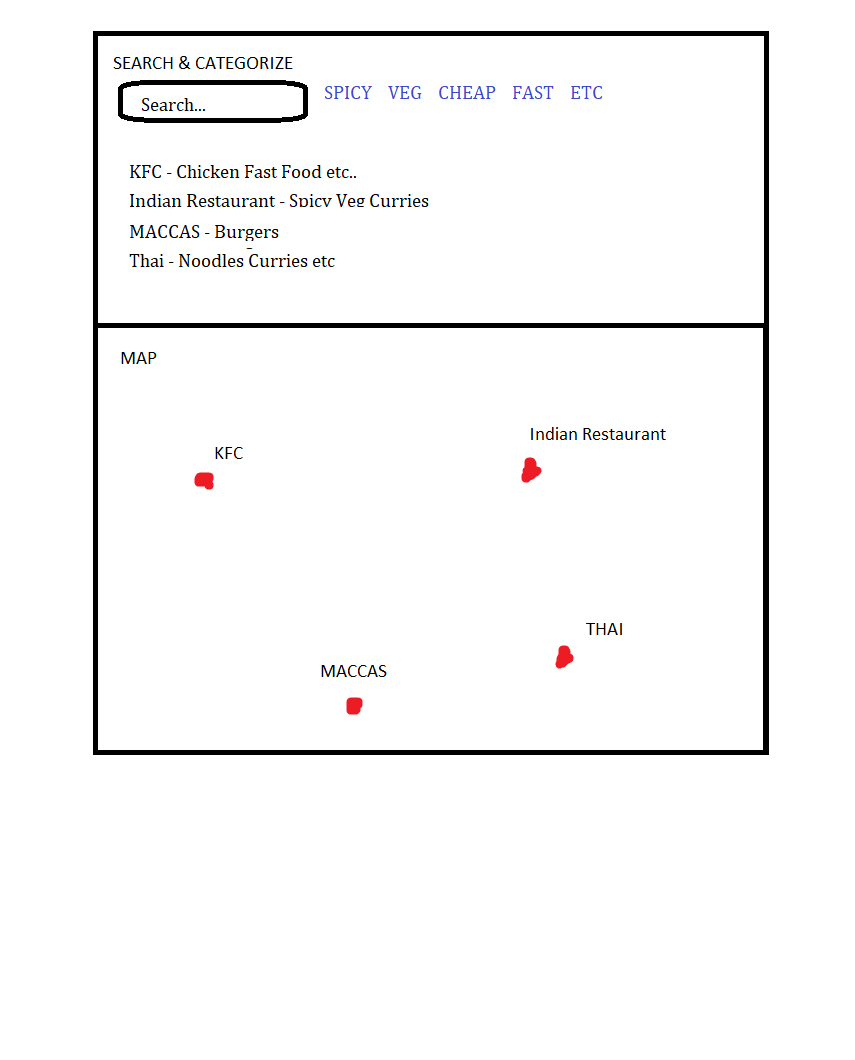 SEARCH & CATEGORIZE
Search...
SPICY VEG CHEAP FAST ETC
KFC - Chicken Fast Food etc..
Indian Restaurant - Spicy Veg Curries
MACCAS - Burgers
Thai - Noodles Curries etc
MAP
Indian Restaurant
KFC
THAI
MACCAS